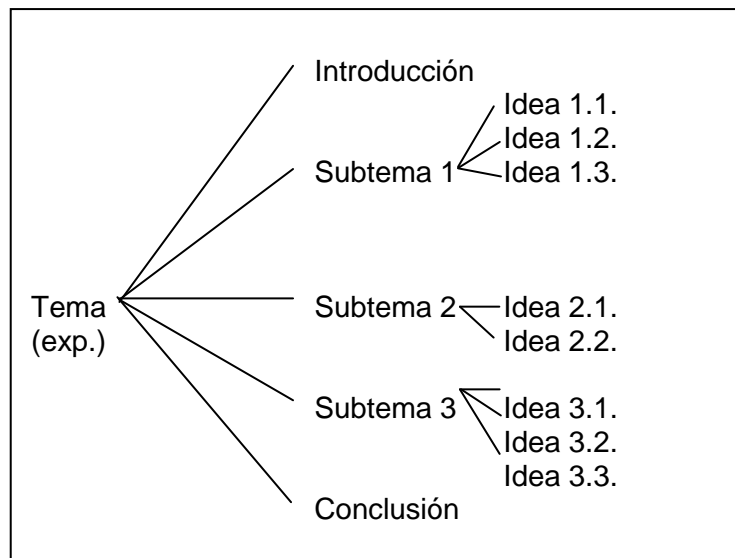 Introducción
Idea 1.1.
Idea 1.2.
Subtema 1
Idea 1.3.
Tema
(exp.)
Subtema 2
Idea 2.1.
Idea 2.2.
Subtema 3
Idea 3.1.
Idea 3.2.
Idea 3.3.
Conclusión